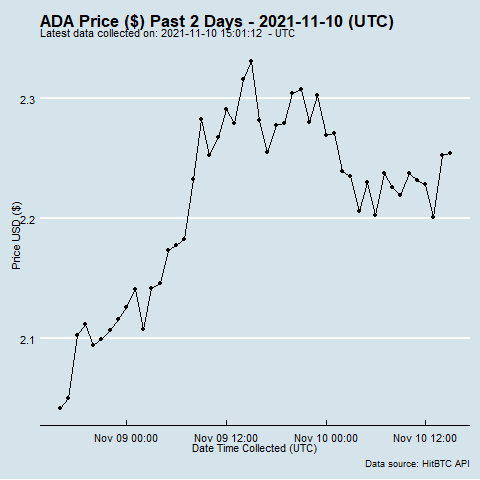 ADA Price ($) Past 2 Days - 2021-11-10 (UTC)
Latest data collected on: 2021-11-10 15:01:12 - UTC
2.3
2.2
2.1
Price USD ($)
Nov 09 00:00 Nov 09 12:00 Nov 10 00:00 Nov 10 12:00
Date Time Collected (UTC)
Data source: HitBTC API